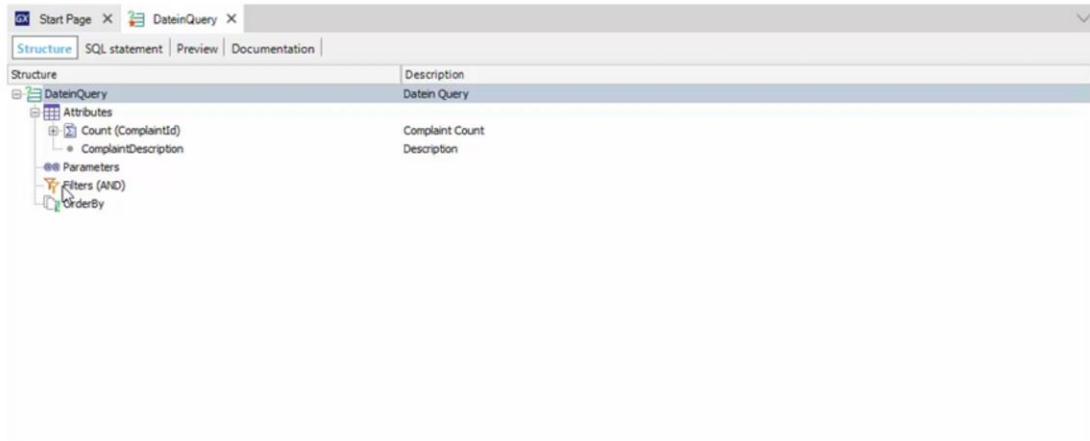 GX Start Page DateinQuery
Structure SQL statement Preview Documentation
Structure Description
DateinQuery Datein Query
Attributes
Count (ComplaintId) Complaint Count
ComplaintDescription Description
Parameters
Filters (AND)
OrderBy